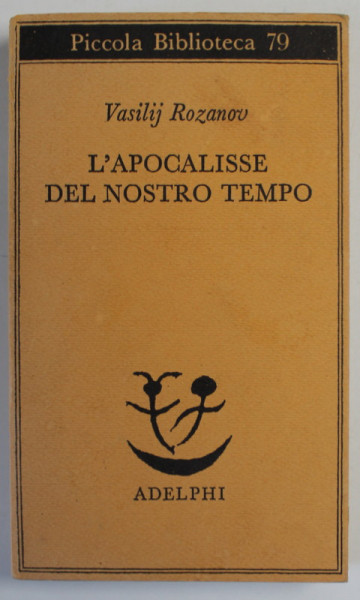 Piccola Biblioteca 79
Vasilij Rozanov
L'APOCALISSE
DEL NOSTRO TEMPO
ADELPHI